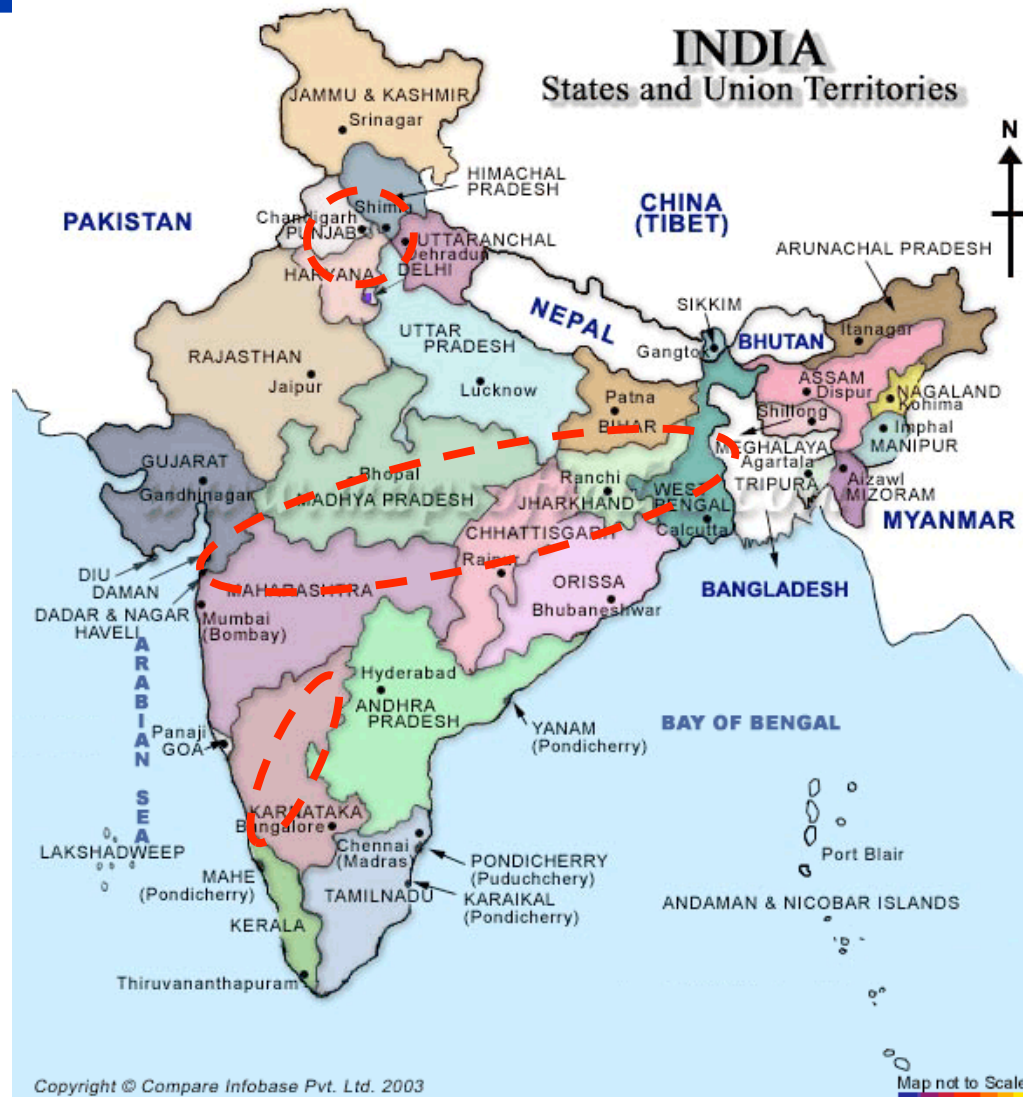 INDIA
States and Union Territories
N
JAMMU & KASHMIR
Srinagar
HIMACHAL
PRADESH
PAKISTAN
CHINA
(TIBET)
Shimla
Chandigarh
PUNJAB
UTTARANCHAL
Dehradun
ARUNACHAL PRADESH
HARYANA
DELHI
SIKKIM
NEPAL
BHUTAN
Itanagar
UTTAR
PRADESH
Gangtok
RAJASTHAN
Jaipur
Lucknow
ASSAM
Dispur
NAGALAND
Kohima
Patna
BIHAR
Shillong
Imphal
MANIPUR
MEGHALAYA
Agartala
TRIPURA
Aizawl
MIZORAM
GUJARAT
Gandhinagar
Bhopal
MADHYA PRADESH
Ranchi
JHARKHAND
WEST
BENGAL
Calcutta
MYANMAR
CHHATTISGARH
Raipur
DIU
DAMAN
DADAR & NAGAR
HAVELI
MAHARASHTRA
ORISSA
Bhubaneshwar
BANGLADESH
Mumbai
(Bombay)
ARABIAN SEA
Hyderabad
ANDHRA
PRADESH
YANAM
(Pondicherry)
BAY OF BENGAL
Panaji
GOA
KARNATAKA
Bangalore
LAKSHADWEEP
Chennai
(Madras)
PONDICHERRY
(Puduchchery)
Port Blair
MAHE
(Pondicherry)
TAMILNADU
KARAIKAL
(Pondicherry)
ANDAMAN & NICOBAR ISLANDS
KERALA
Thiruvananthapuram
Copyright © Compare Infobase Pvt. Ltd. 2003
Map not to Scale